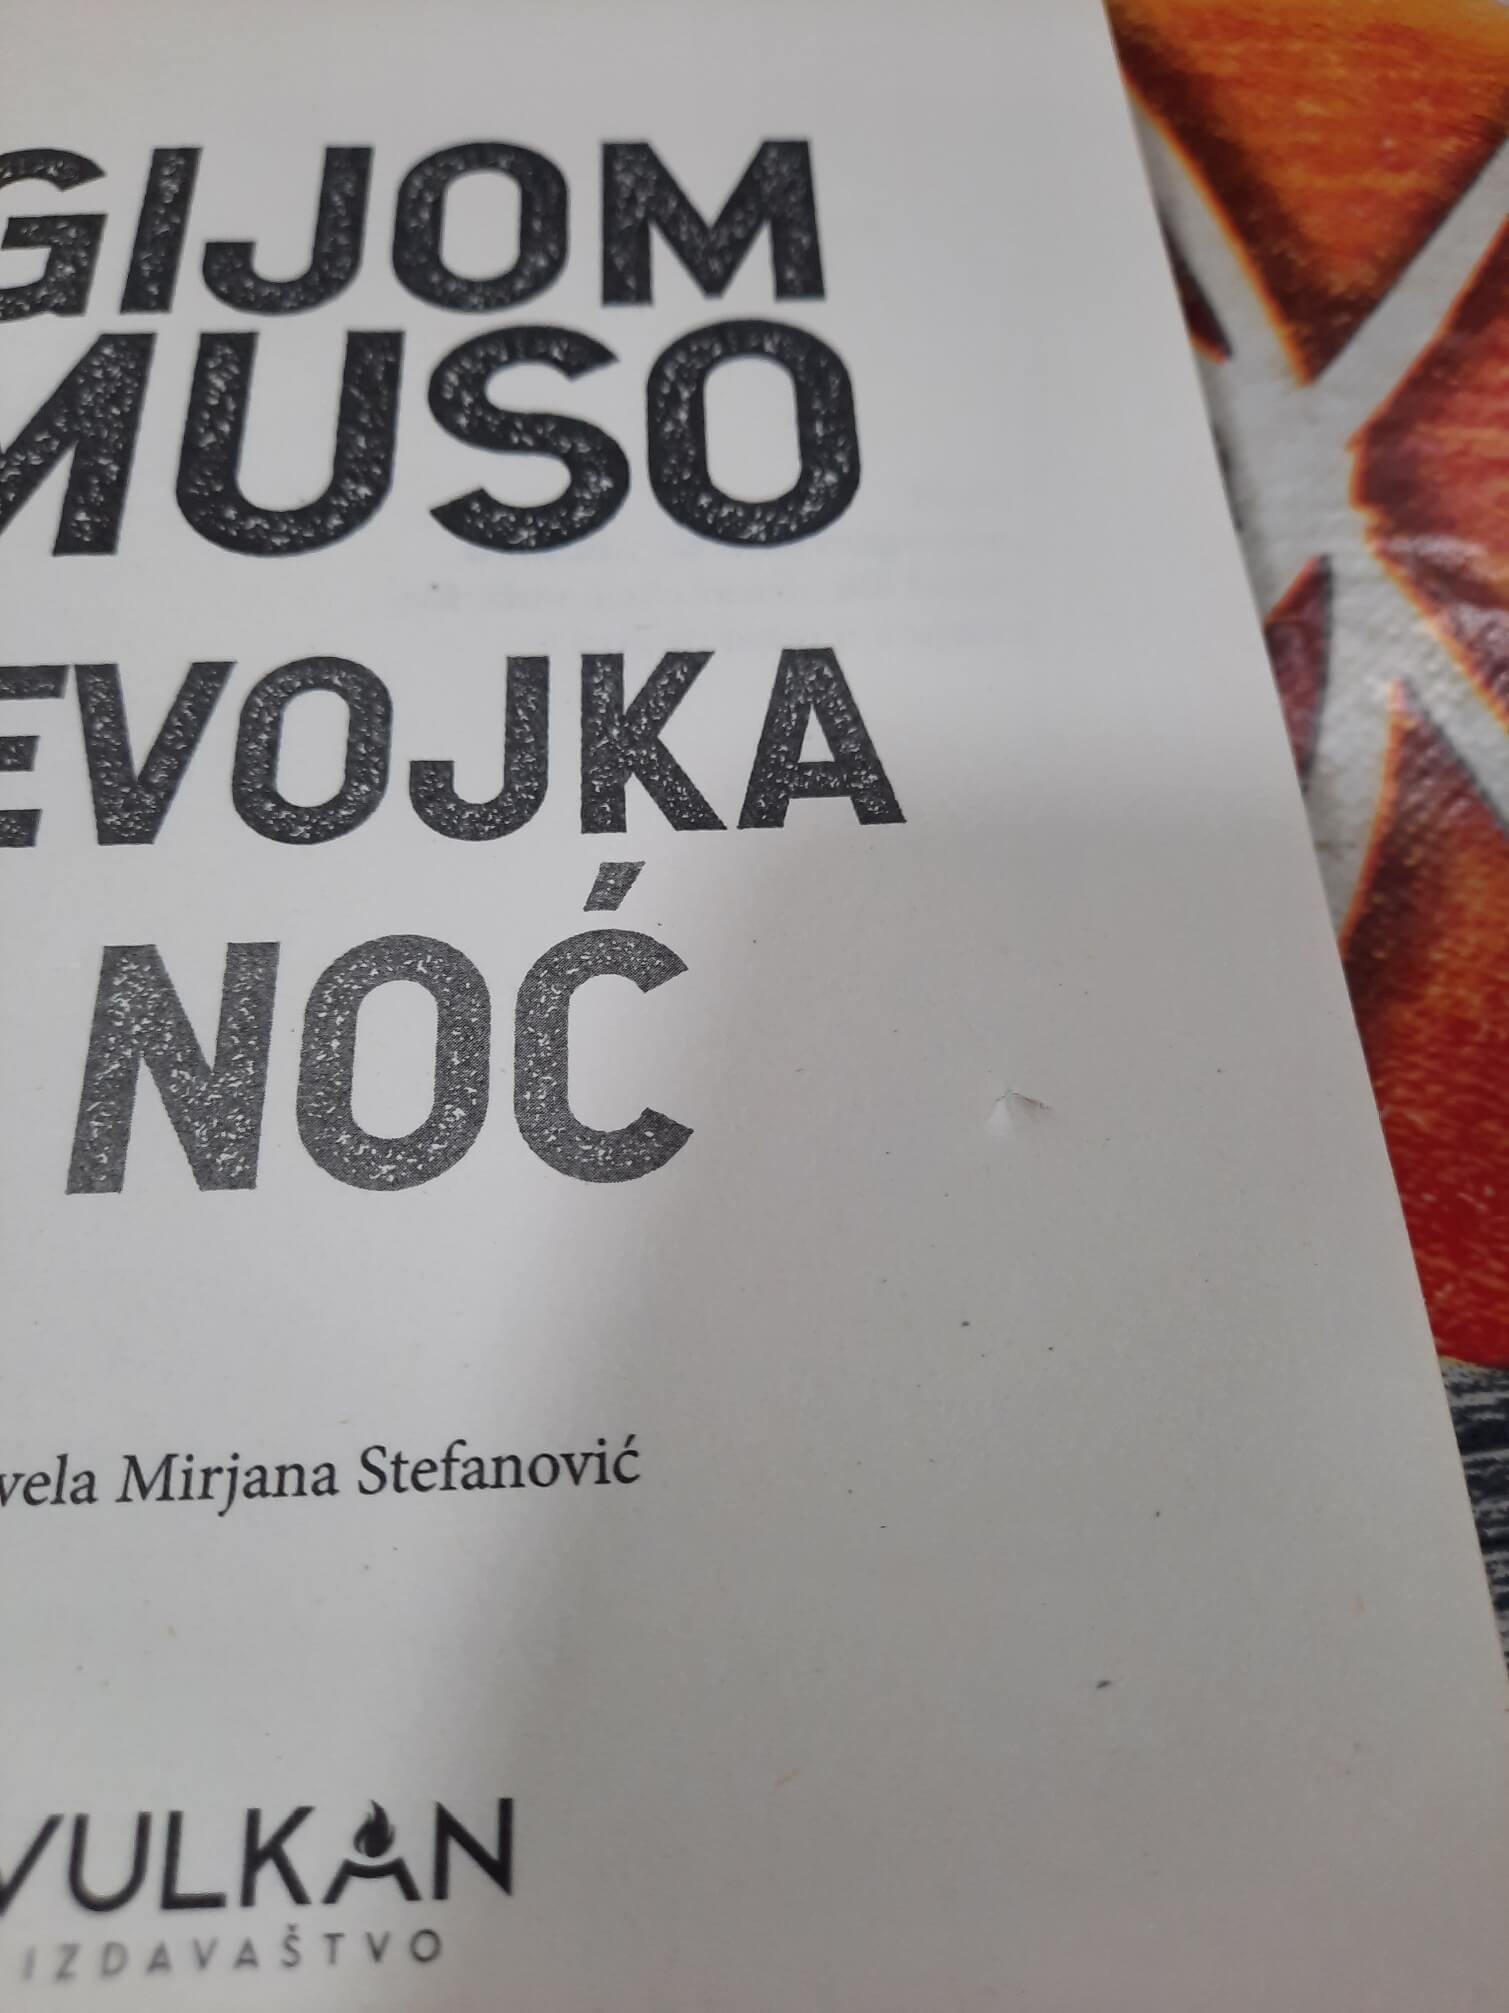 GIJOM
MUSO
EVOJKA
NOĆ
vela Mirjana Stefanović
VULKAN
IZDAVAŠTVO